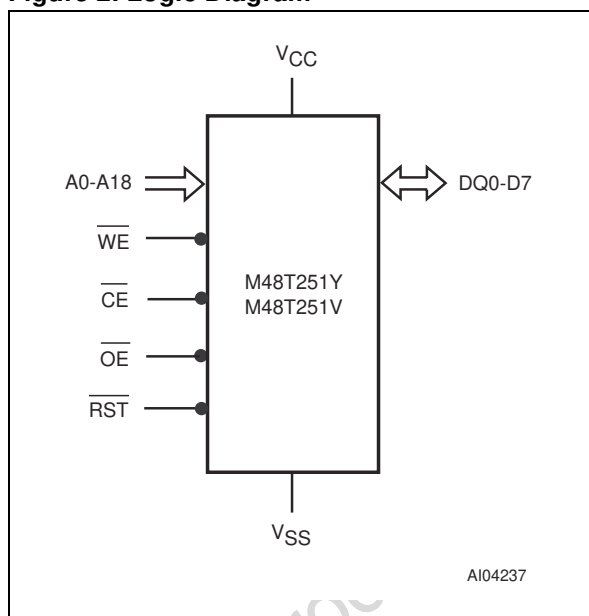 Figure 2. Logic Diagram
VCC
A0-A18
DQ0-D7
WE
CE
M48T251Y
M48T251V
OE
RST
VSS
AI04237